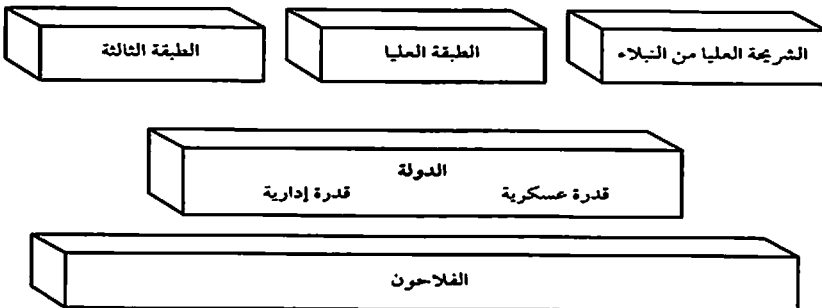 الشريحة العليا من النبلاء
الطبقة العليا
الطبقة الثالثة
الدولة
قدرة عسكرية
قدرة إدارية
الفلاحون